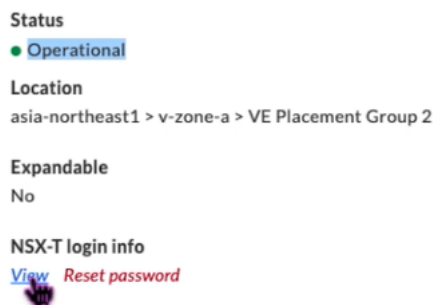 Status
Operational
Location
asia-northeast1 > v-zone-a > VE Placement Group 2
Expandable
No
NSX-T login info
View Reset password